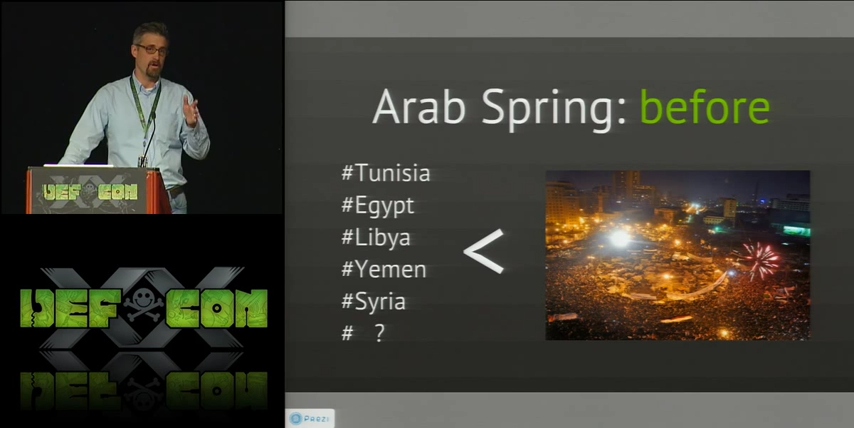 DEF CON
DEF CON
Arab Spring: before
#Tunisia
#Egypt
#Libya
#Yemen
#Syria
# ?
<
PREZI